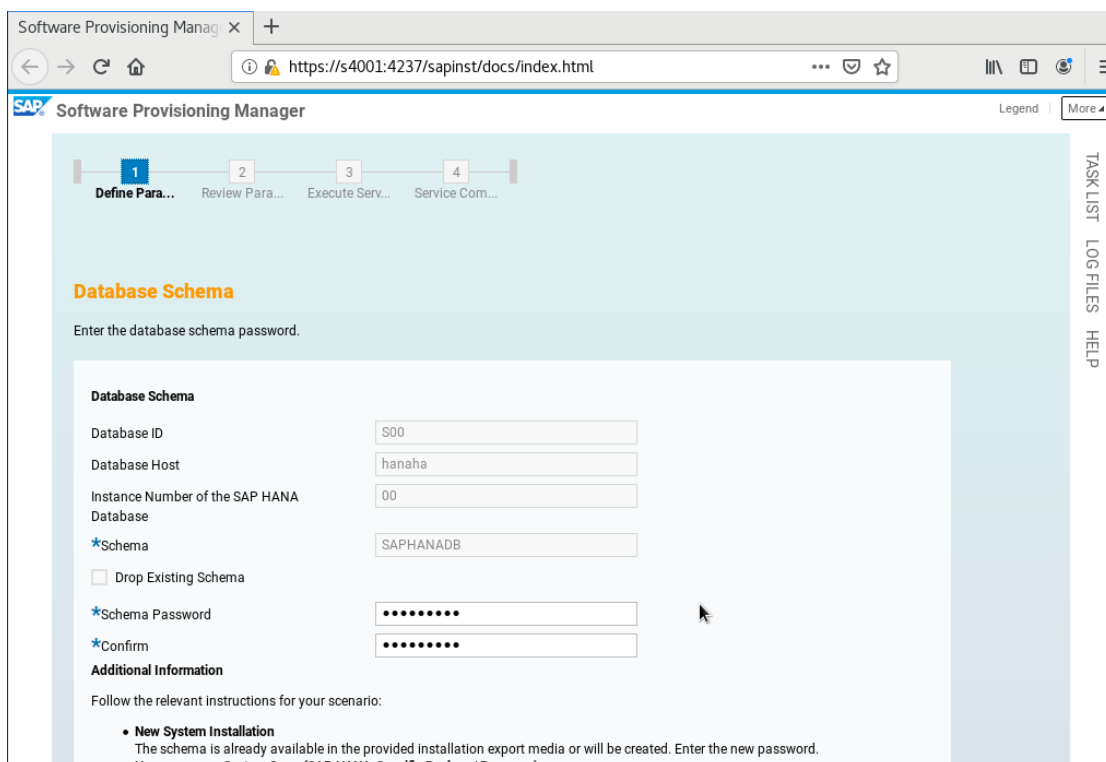 Software Provisioning Manag
https://s4001:4237/sapinst/docs/index.html
SAP Software Provisioning Manager
Legend
More
1
2
3
4
Define Para...
Review Para...
Execute Serv...
Service Com...
TASK LIST
LOG FILES
HELP
Database Schema
Enter the database schema password.
Database Schema
Database ID
S00
Database Host
hanaha
Instance Number of the SAP HANA
Database
00
*Schema
SAPHANADB
Drop Existing Schema
*Schema Password
•••••••••
*Confirm
•••••••••
Additional Information
Follow the relevant instructions for your scenario:
• New System Installation
The schema is already available in the provided installation export media or will be created. Enter the new password.